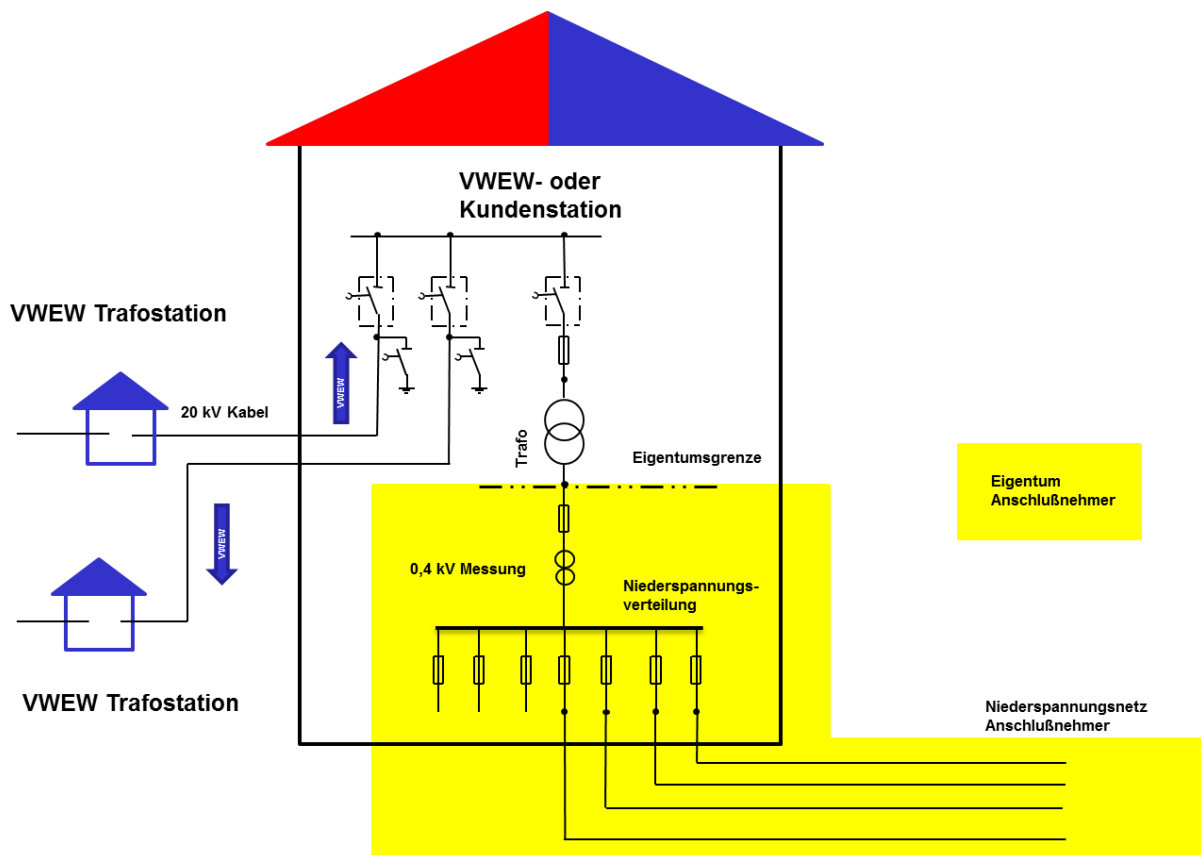 VWEW- oder
Kundenstation
VWEW Trafostation
VWEW
20 kV Kabel
Trafo
Eigentumsgrenze
Eigentum
Anschlußnehmer
VWEW
0,4 kV Messung
Niederspannungs-
verteilung
VWEW Trafostation
Niederspannungsnetz
Anschlußnehmer